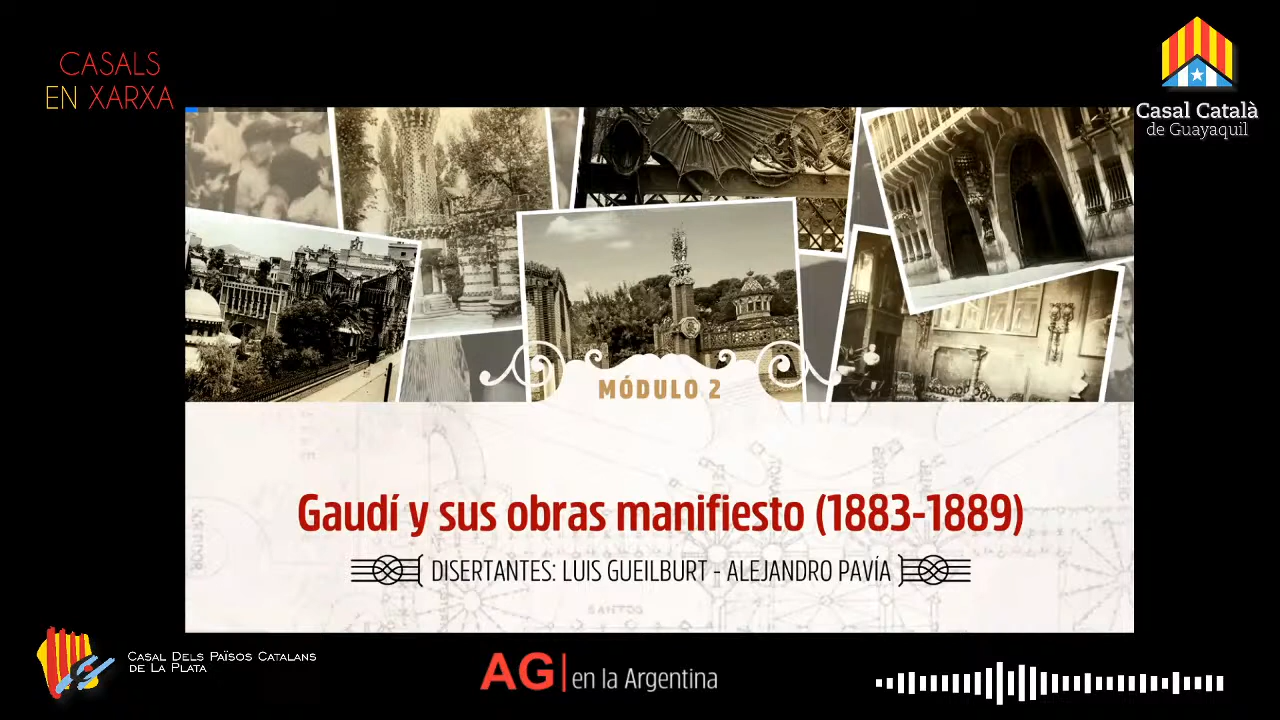 CASALS
EN XARXA
Casal Català
de Guayaquil
MÓDULO 2
Gaudí y sus obras manifiesto (1883-1889)
DISERTANTES: LUIS GUEILBURT - ALEJANDRO PAVÍA
SANTOS
CASAL DELS PAÏSOS CATALANS
DE LA PLATA
AG en la Argentina